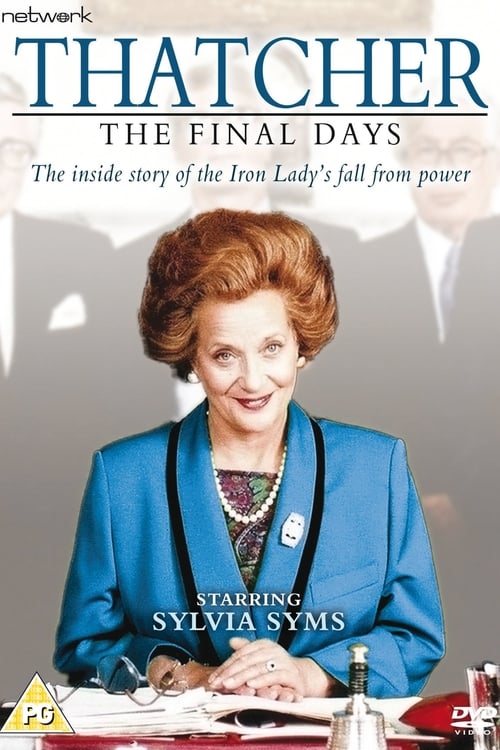 network
THATCHER
THE FINAL DAYS
The inside story of the Iron Lady's fall from power
STARRING
SYLVIA SYMS
PG
DVD
VIDEO